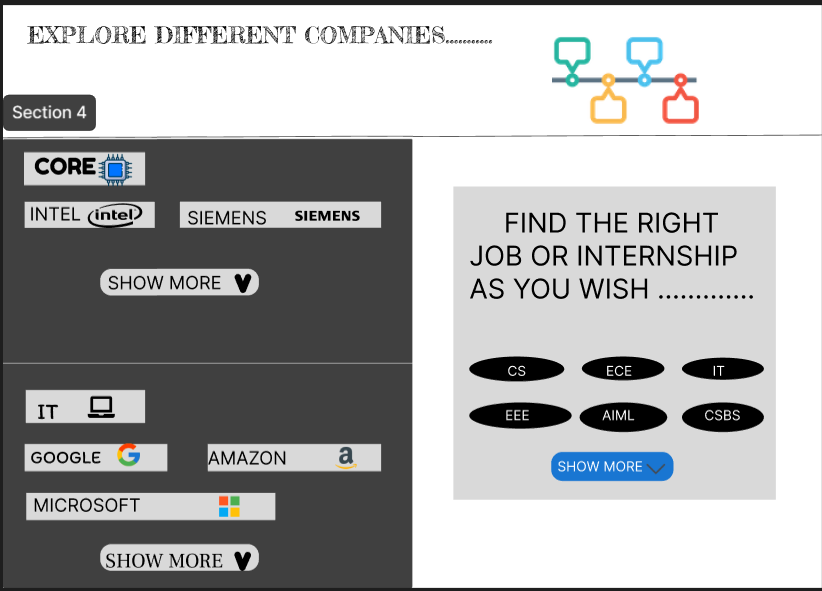 EXPLORE DIFFERENT COMPANIES...........
Section 4
CORE
INTEL intel
SIEMENS SIEMENS
SHOW MORE
IT
GOOGLE
AMAZON a
MICROSOFT
SHOW MORE
FIND THE RIGHT
JOB OR INTERNSHIP
AS YOU WISH .............
CS ECE IT
EEE AIML CSBS
SHOW MORE